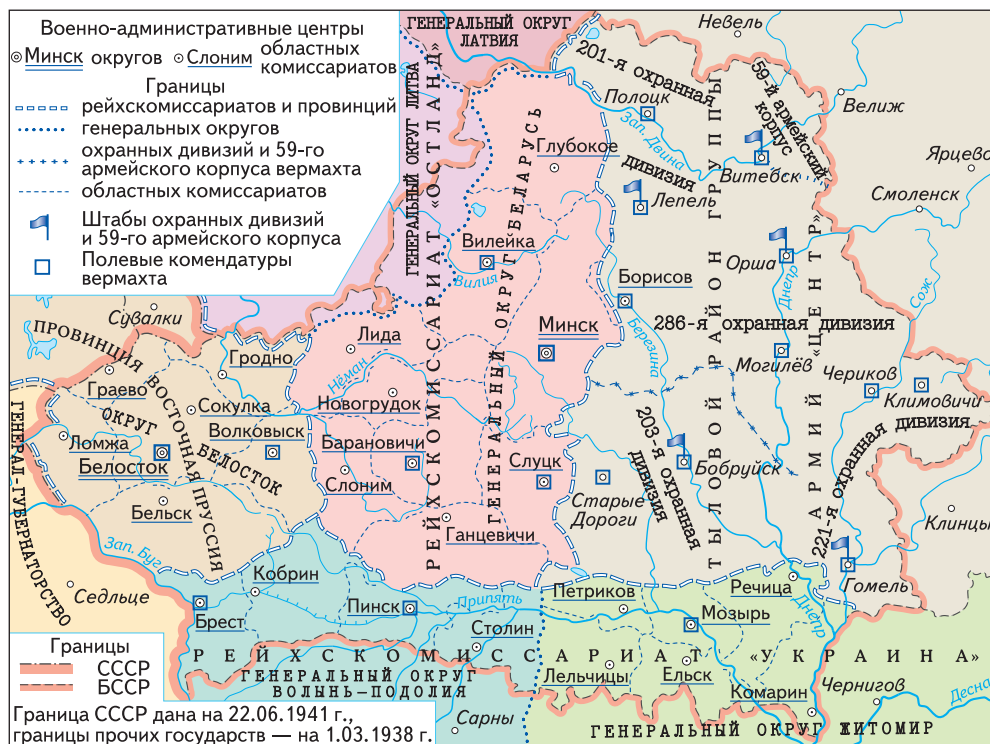 Военно-административные центры
Минск округов Слоним областных комиссариатов
Границы
рейхскомиссариатов и провинций
генеральных округов
охранных дивизий и 59-го
армейского корпуса вермахта
областных комиссариатов
Штабы охранных дивизий
и 59-го армейского корпуса
Полевые комендатуры
вермахта
ГЕНЕРАЛЬНЫЙ ОКРУГ
ЛАТВИЯ
ГЕНЕРАЛЬНЫЙ ОКРУГ ЛИТВА
РЕЙХСКОМИССАРИАТ «ОСТЛАНД»
ГЕНЕРАЛЬНЫЙ ОКРУГ БЕЛАРУСЬ
ТЫЛОВОЙ РАЙОН ГРУППЫ
АРМИЙ «ЦЕНТР»
201-я охранная
дивизия
59-й армейский
корпус
Невель
Велиж
Ярцево
Смоленск
Полоцк
Зап. Двина
Витебск
Лепель
Глубокое
Вилейка
Вилия
Орша
Днепр
Сож
Борисов
Березина
286-я охранная дивизия
Минск
Могилёв
Чериков
Климовичи
Сувалки
ПРОВИНЦИЯ ВОСТОЧНАЯ ПРУССИЯ
Гродно
Лида
Нёман
Граево
ОКРУГ
БЕЛОСТОК
Сокулка
Новогрудок
Ломжа
Волковыск
Барановичи
Белосток
Слоним
Слуцк
Старые
Дороги
203-я охранная
дивизия
Бобруйск
221-я охранная дивизия
Клинцы
Бельск
Ганцевичи
ГЕНЕРАЛ-ГУБЕРНАТОРСТВО
Зап. Буг
Седльце
Кобрин
Брест
Пинск
Припять
Столин
Петриков
Речица
Гомель
Мозырь
Днепр
РЕЙХСКОМИССАРИАТ «УКРАИНА»
ГЕНЕРАЛЬНЫЙ ОКРУГ
ВОЛЫНЬ—ПОДОЛИЯ
Лельчицы
Ельск
Комарин
Чернигов
Десна
Сарны
ГЕНЕРАЛЬНЫЙ ОКРУГ ЖИТОМИР
Границы
СССР
БССР
Граница СССР дана на 22.06.1941 г.,
границы прочих государств — на 1.03.1938 г.